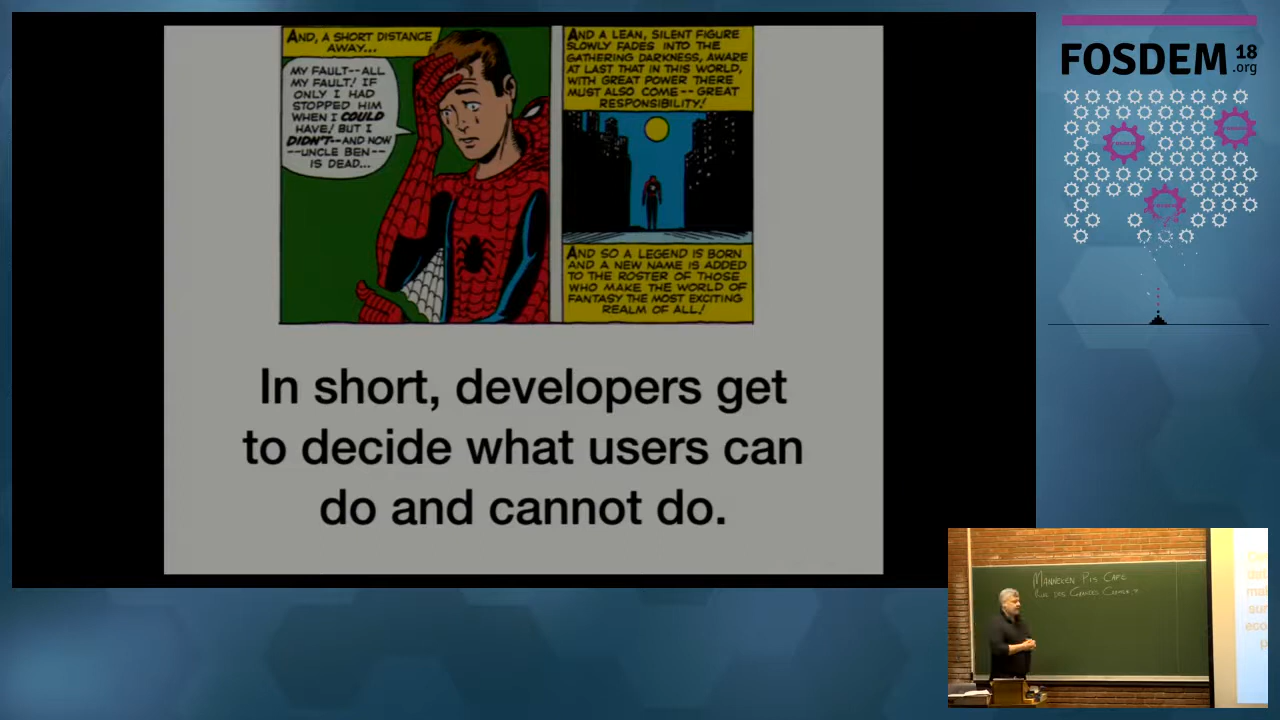 AND, A SHORT DISTANCE
AWAY...
MY FAULT--ALL
MY FAULT! IF
ONLY I HAD
STOPPED HIM
WHEN I COULD
HAVE! BUT I
DIDN'T--AND NOW
--UNCLE BEN--
IS DEAD...
AND A LEAN, SILENT FIGURE
SLOWLY FADES INTO THE
GATHERING DARKNESS, AWARE
AT LAST THAT IN THIS WORLD,
WITH GREAT POWER THERE
MUST ALSO COME--GREAT
RESPONSIBILITY!
AND SO A LEGEND IS BORN
AND A NEW NAME IS ADDED
TO THE ROSTER OF THOSE
WHO MAKE THE WORLD OF
FANTASY THE MOST EXCITING
REALM OF ALL!
In short, developers get
to decide what users can
do and cannot do.
FOSDEM 18
.org
MANNEKEN PIS CAFE
RUE DES GRANDES